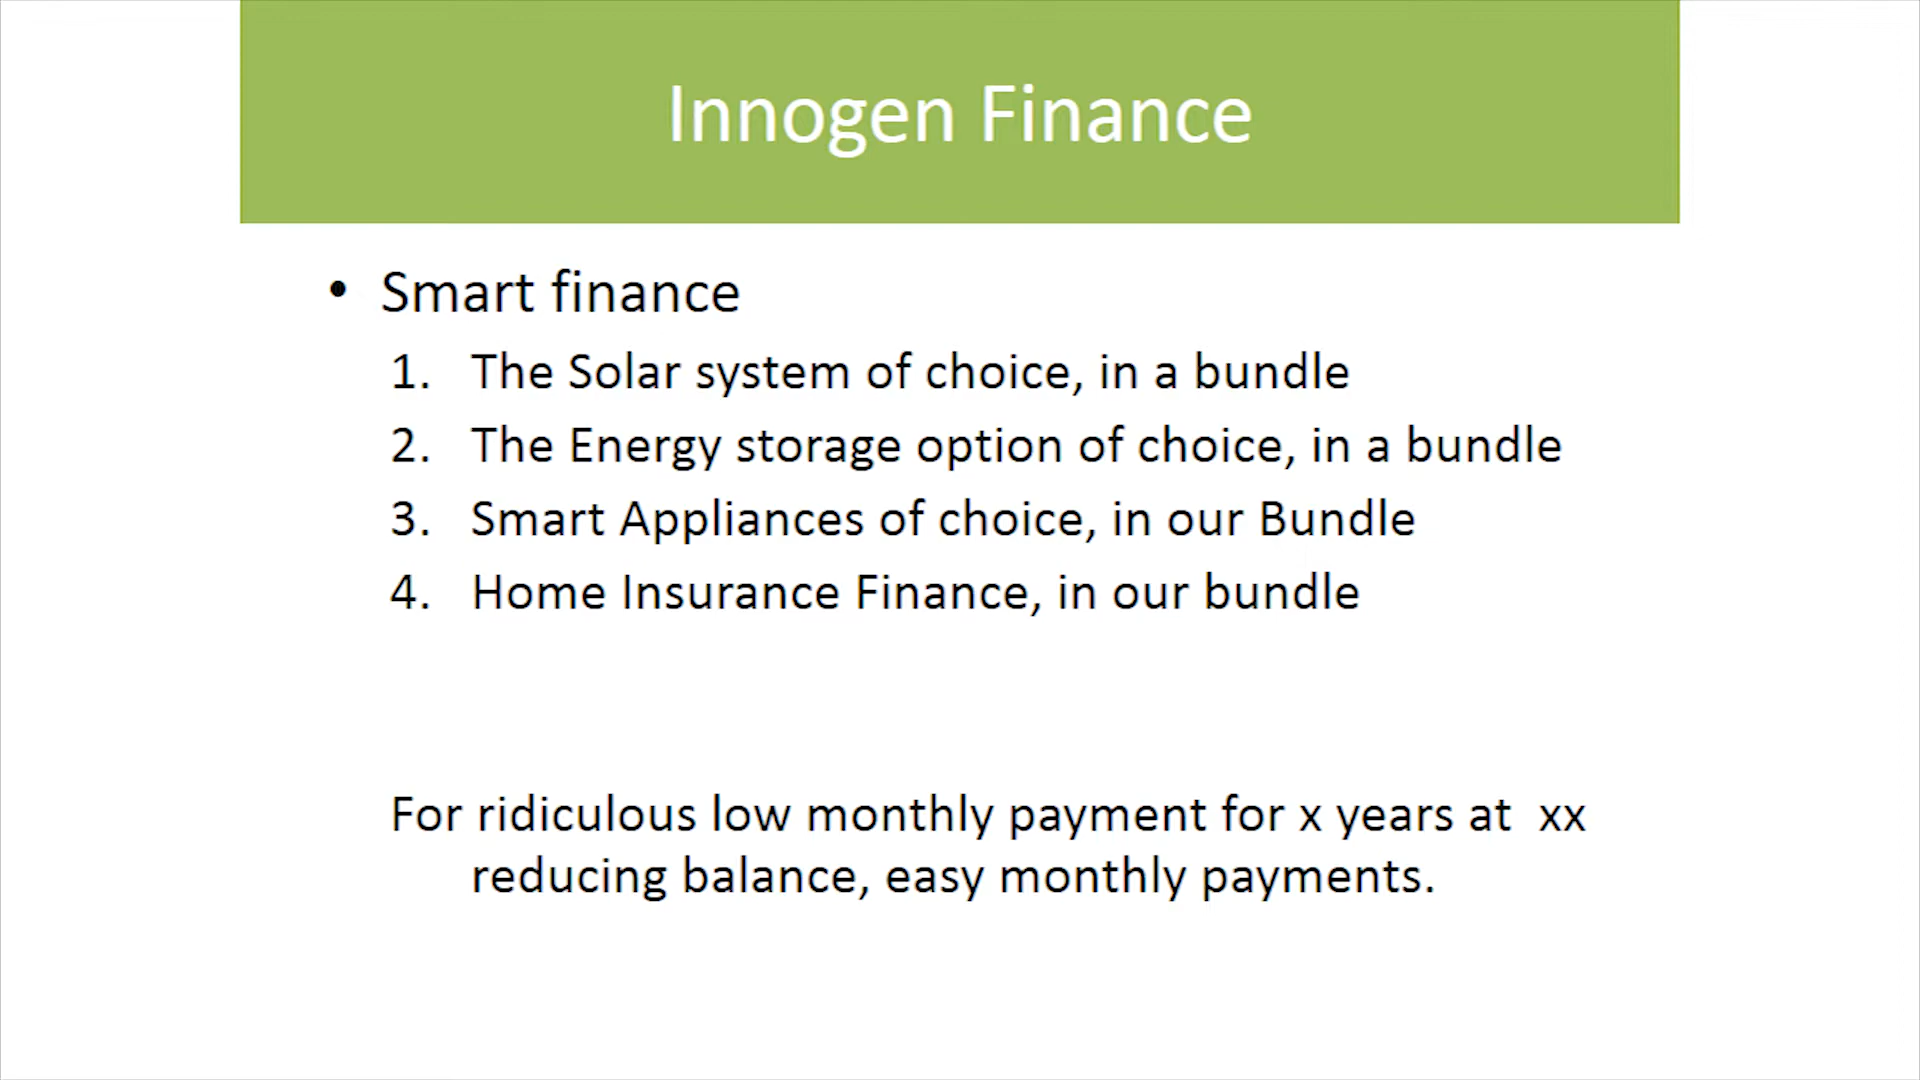 Innogen Finance
• Smart finance
1. The Solar system of choice, in a bundle
2. The Energy storage option of choice, in a bundle
3. Smart Appliances of choice, in our Bundle
4. Home Insurance Finance, in our bundle
For ridiculous low monthly payment for x years at  xx
reducing balance, easy monthly payments.